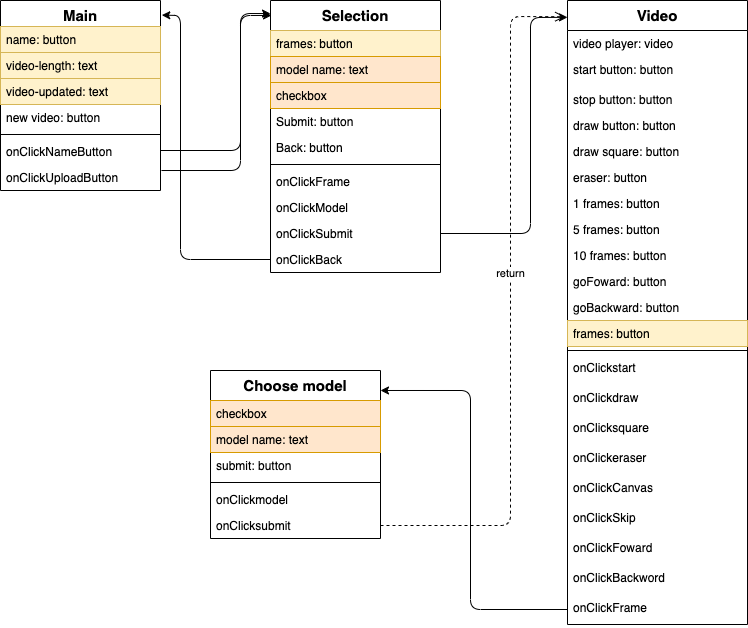 Main
name: button
video-length: text
video-updated: text
new video: button
onClickNameButton
onClickUploadButton
Selection
frames: button
model name: text
checkbox
Submit: button
Back: button
onClickFrame
onClickModel
onClickSubmit
onClickBack
return
Video
video player: video
start button: button
stop button: button
draw button: button
draw square: button
eraser: button
1 frames: button
5 frames: button
10 frames: button
goFoward: button
goBackward: button
frames: button
onClickstart
onClickdraw
onClicksquare
onClickeraser
onClickCanvas
onClickSkip
onClickFoward
onClickBackword
onClickFrame
Choose model
checkbox
model name: text
submit: button
onClickmodel
onClicksubmit